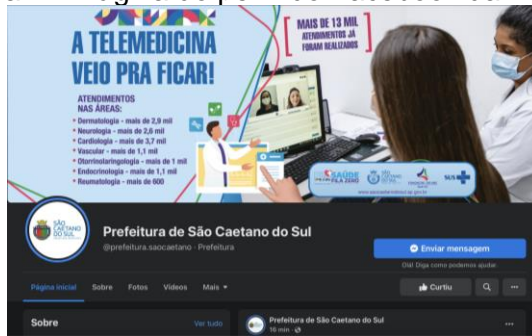 A TELEMEDICINA
VEIO PRA FICAR!
MAIS DE 13 MIL
ATENDIMENTOS JÁ
FORAM REALIZADOS
ATENDIMENTOS
NAS ÁREAS:
• Dermatologia - mais de 2,9 mil
• Neurologia - mais de 2,6 mil
• Cardiologia - mais de 3,7 mil
• Vascular - mais de 1,1 mil
• Otorrinolaringologia - mais de 1 mil
• Endocrinologia - mais de 1,1 mil
• Reumatologia - mais de 600
SAÚDE
FILA ZERO
SUS
SÃO
CAETANO
DO SUL
Prefeitura de São Caetano do Sul
@prefeitura.saocaetano · Prefeitura
Enviar mensagem
Olá! Diga como podemos ajudar.
Página inicial Sobre Fotos Vídeos Mais
Curtiu
Sobre Ver tudo
Prefeitura de São Caetano do Sul
16 min